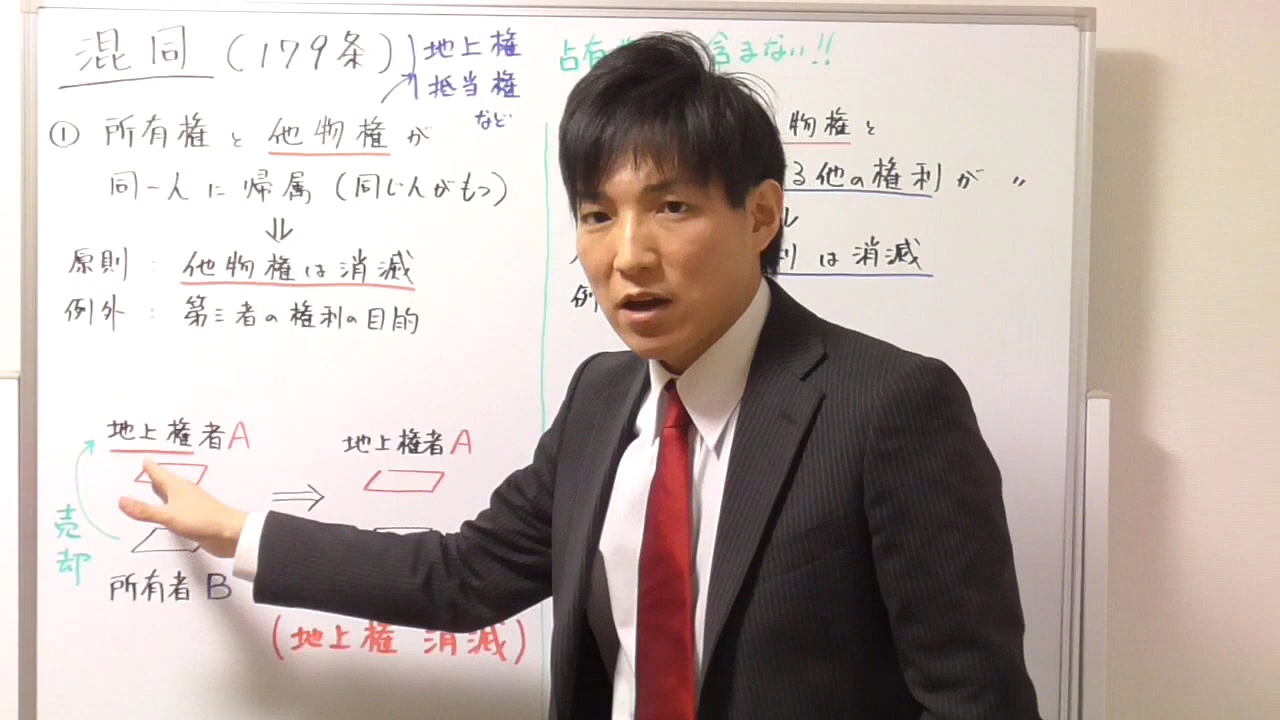 混同(179条)
地上権
抵当権
など
① 所有権と他物権が
同一人に帰属(同じ人がもつ)
⇓
原則:他物権は消滅
例外:第三者の権利の目的
地上権者A
売却
所有者B
⇒
地上権者A
(地上権 消滅)
占有 含まない!!
物権と
る他の権利が 〃
は消滅
例